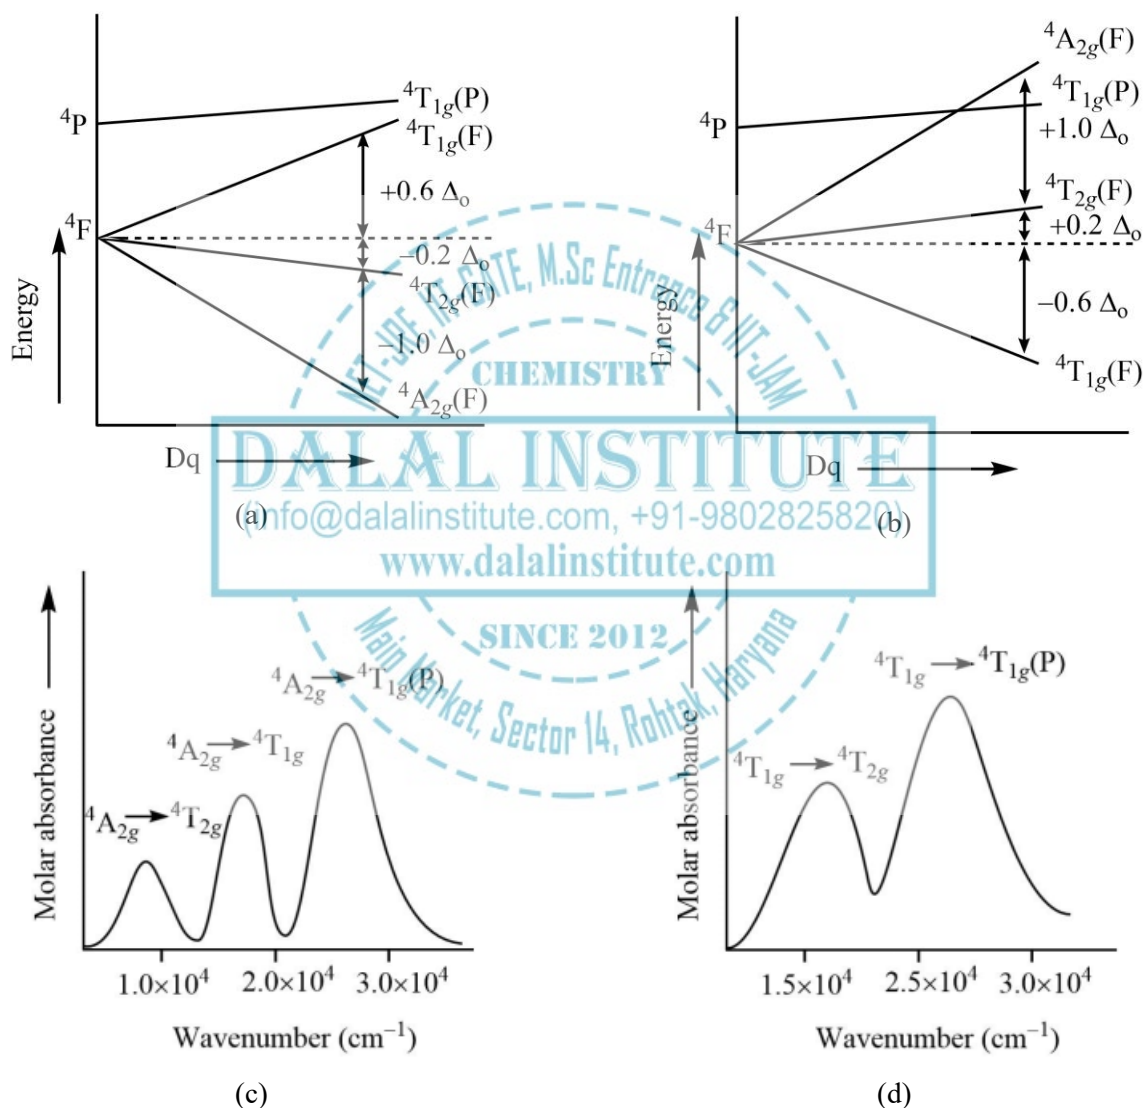 ⁴A₂g(F)
⁴T₁g(P)
⁴P
⁴T₁g(F)
+0.6 Δₒ
⁴F
−0.2 Δₒ
⁴T₂g(F)
−1.0 Δₒ
⁴A₂g(F)
Energy
Dq
(a)
⁴T₁g(P)
⁴P
+1.0 Δₒ
⁴T₂g(F)
+0.2 Δₒ
⁴F
−0.6 Δₒ
⁴T₁g(F)
Energy
Dq
(b)
NET-JRF, IIT-GATE, M.Sc Entrance & IIT-JAM
CHEMISTRY
DALAL INSTITUTE
(info@dalalinstitute.com, +91-9802825820)
www.dalalinstitute.com
SINCE 2012
Main Market, Sector 14, Rohtak, Haryana
⁴A₂g → ⁴T₁g(P)
⁴A₂g → ⁴T₁g
⁴A₂g → ⁴T₂g
Molar absorbance
1.0×10⁴ 2.0×10⁴ 3.0×10⁴
Wavenumber (cm⁻¹)
(c)
⁴T₁g → ⁴T₁g(P)
⁴T₁g → ⁴T₂g
Molar absorbance
1.5×10⁴ 2.5×10⁴ 3.0×10⁴
Wavenumber (cm⁻¹)
(d)